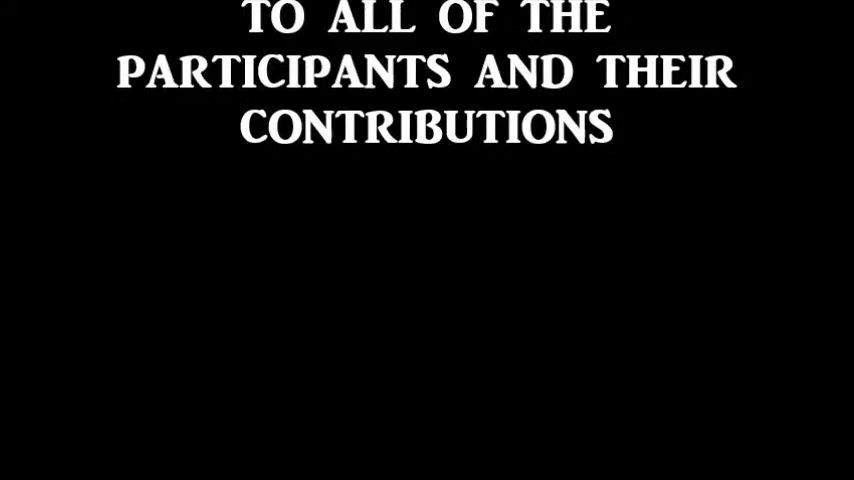 TO ALL OF THE
PARTICIPANTS AND THEIR
CONTRIBUTIONS